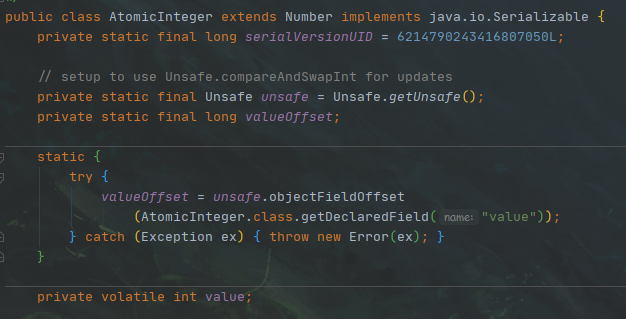 public class AtomicInteger extends Number implements java.io.Serializable {
private static final long serialVersionUID = 6214790243416807050L;
// setup to use Unsafe.compareAndSwapInt for updates
private static final Unsafe unsafe = Unsafe.getUnsafe();
private static final long valueOffset;
static {
try {
valueOffset = unsafe.objectFieldOffset
(AtomicInteger.class.getDeclaredField( name: "value"));
} catch (Exception ex) { throw new Error(ex); }
}
private volatile int value;